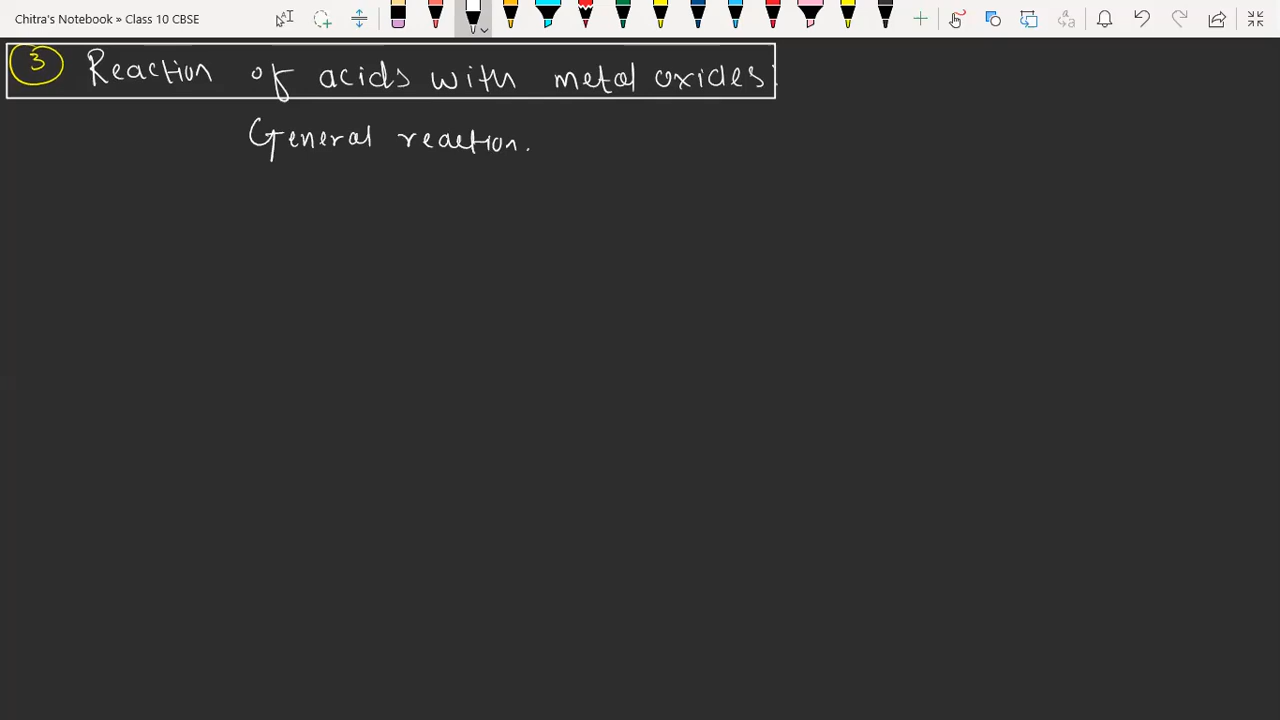 Chitra's Notebook » Class 10 CBSE
3 Reaction of acids with metal oxides:
General reaction.